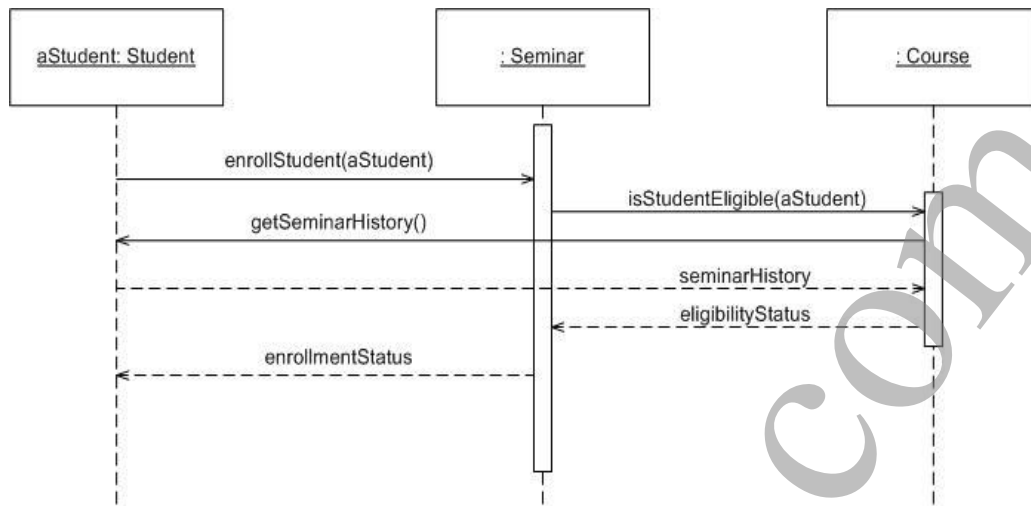 aStudent: Student
: Seminar
: Course
enrollStudent(aStudent)
isStudentEligible(aStudent)
getSeminarHistory()
seminarHistory
eligibilityStatus
enrollmentStatus
com